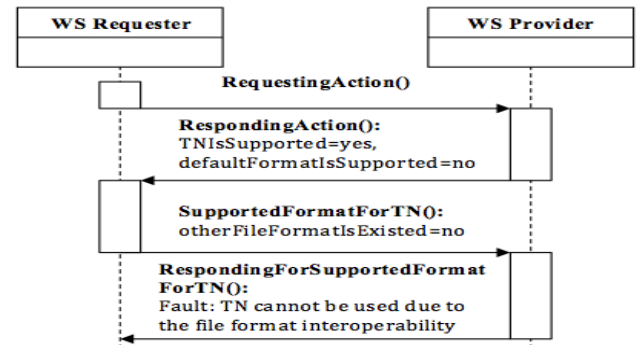 WS Requester
WS Provider
RequestingAction()
RespondingAction():
TNIsSupported=yes,
defaultFormatIsSupported=no
SupportedFormatForTN():
otherFileFormatIsExisted=no
RespondingForSupportedFormat
ForTN():
Fault: TN cannot be used due to
the file format interoperability